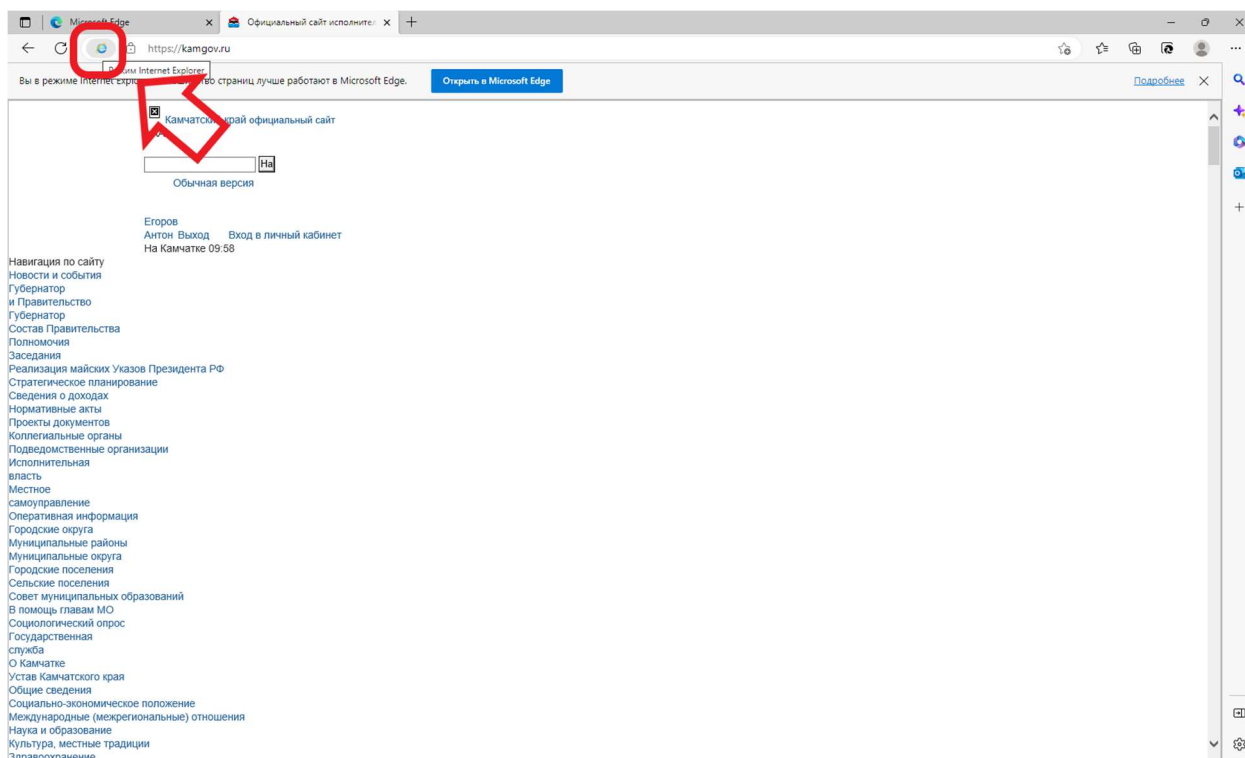 Microsoft Edge
Официальный сайт исполнител
https://kamgov.ru
Internet Explorer
Вы в режиме Internet страниц лучше работают в Microsoft Edge.
Открыть в Microsoft Edge
Подробнее
Камчатский край официальный сайт
На
Обычная версия
Егоров
Антон Выход Вход в личный кабинет
На Камчатке 09:58
Навигация по сайту
Новости и события
Губернатор
и Правительство
Губернатор
Состав Правительства
Полномочия
Заседания
Реализация майских Указов Президента РФ
Стратегическое планирование
Сведения о доходах
Нормативные акты
Проекты документов
Коллегиальные органы
Подведомственные организации
Исполнительная
власть
Местное
самоуправление
Оперативная информация
Городские округа
Муниципальные районы
Муниципальные округа
Городские поселения
Сельские поселения
Совет муниципальных образований
В помощь главам МО
Социологический опрос
Государственная
служба
О Камчатке
Устав Камчатского края
Общие сведения
Социально-экономическое положение
Международные (межрегиональные) отношения
Наука и образование
Культура, местные традиции
Здравоохранение